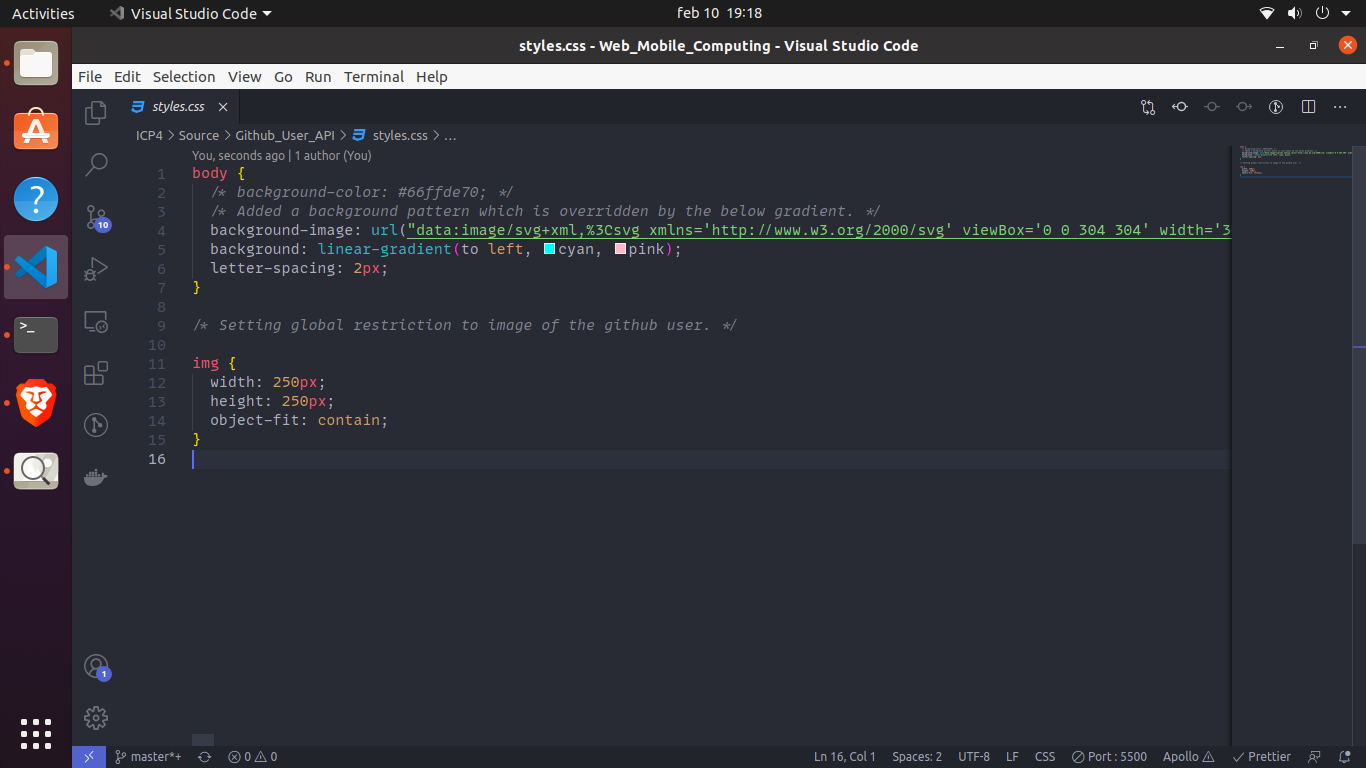 Activities Visual Studio Code feb 10 19:18
styles.css - Web_Mobile_Computing - Visual Studio Code
File Edit Selection View Go Run Terminal Help
styles.css
ICP4 > Source > Github_User_API > styles.css > ...
You, seconds ago | 1 author (You)
1 body {
2 /* background-color: #66ffde70; */
3 /* Added a background pattern which is overridden by the below gradient. */
4 background-image: url("data:image/svg+xml,%3Csvg xmlns='http://www.w3.org/2000/svg' viewBox='0 0 304 304' width='3
5 background: linear-gradient(to left, cyan, pink);
6 letter-spacing: 2px;
7 }
8
9 /* Setting global restriction to image of the github user. */
10
11 img {
12 width: 250px;
13 height: 250px;
14 object-fit: contain;
15 }
16
10
>_
?
1
master*+ 0 0 Ln 16, Col 1 Spaces: 2 UTF-8 LF CSS Port : 5500 Apollo Prettier